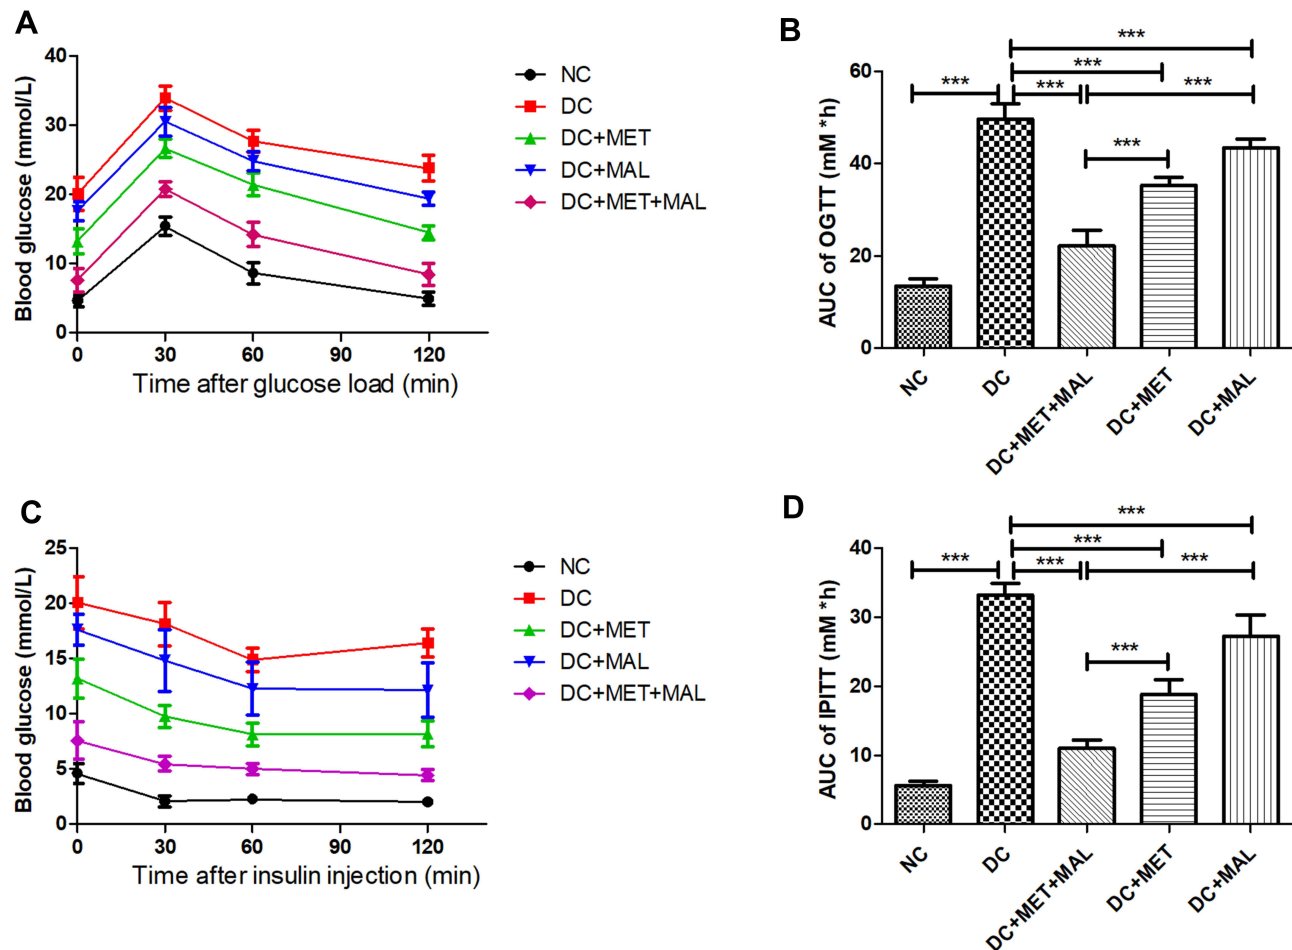 A
Blood glucose (mmol/L)
40
30
20
10
0
0 30 60 90 120
Time after glucose load (min)
NC
DC
DC+MET
DC+MAL
DC+MET+MAL
B
AUC of OGTT (mM *h)
60
40
20
0
***
***
*** *** ***
***
NC DC DC+MET+MAL DC+MET DC+MAL
C
Blood glucose (mmol/L)
25
20
15
10
5
0
0 30 60 90 120
Time after insulin injection (min)
NC
DC
DC+MET
DC+MAL
DC+MET+MAL
D
AUC of IPITT (mM *h)
40
30
20
10
0
***
***
*** *** ***
***
NC DC DC+MET+MAL DC+MET DC+MAL